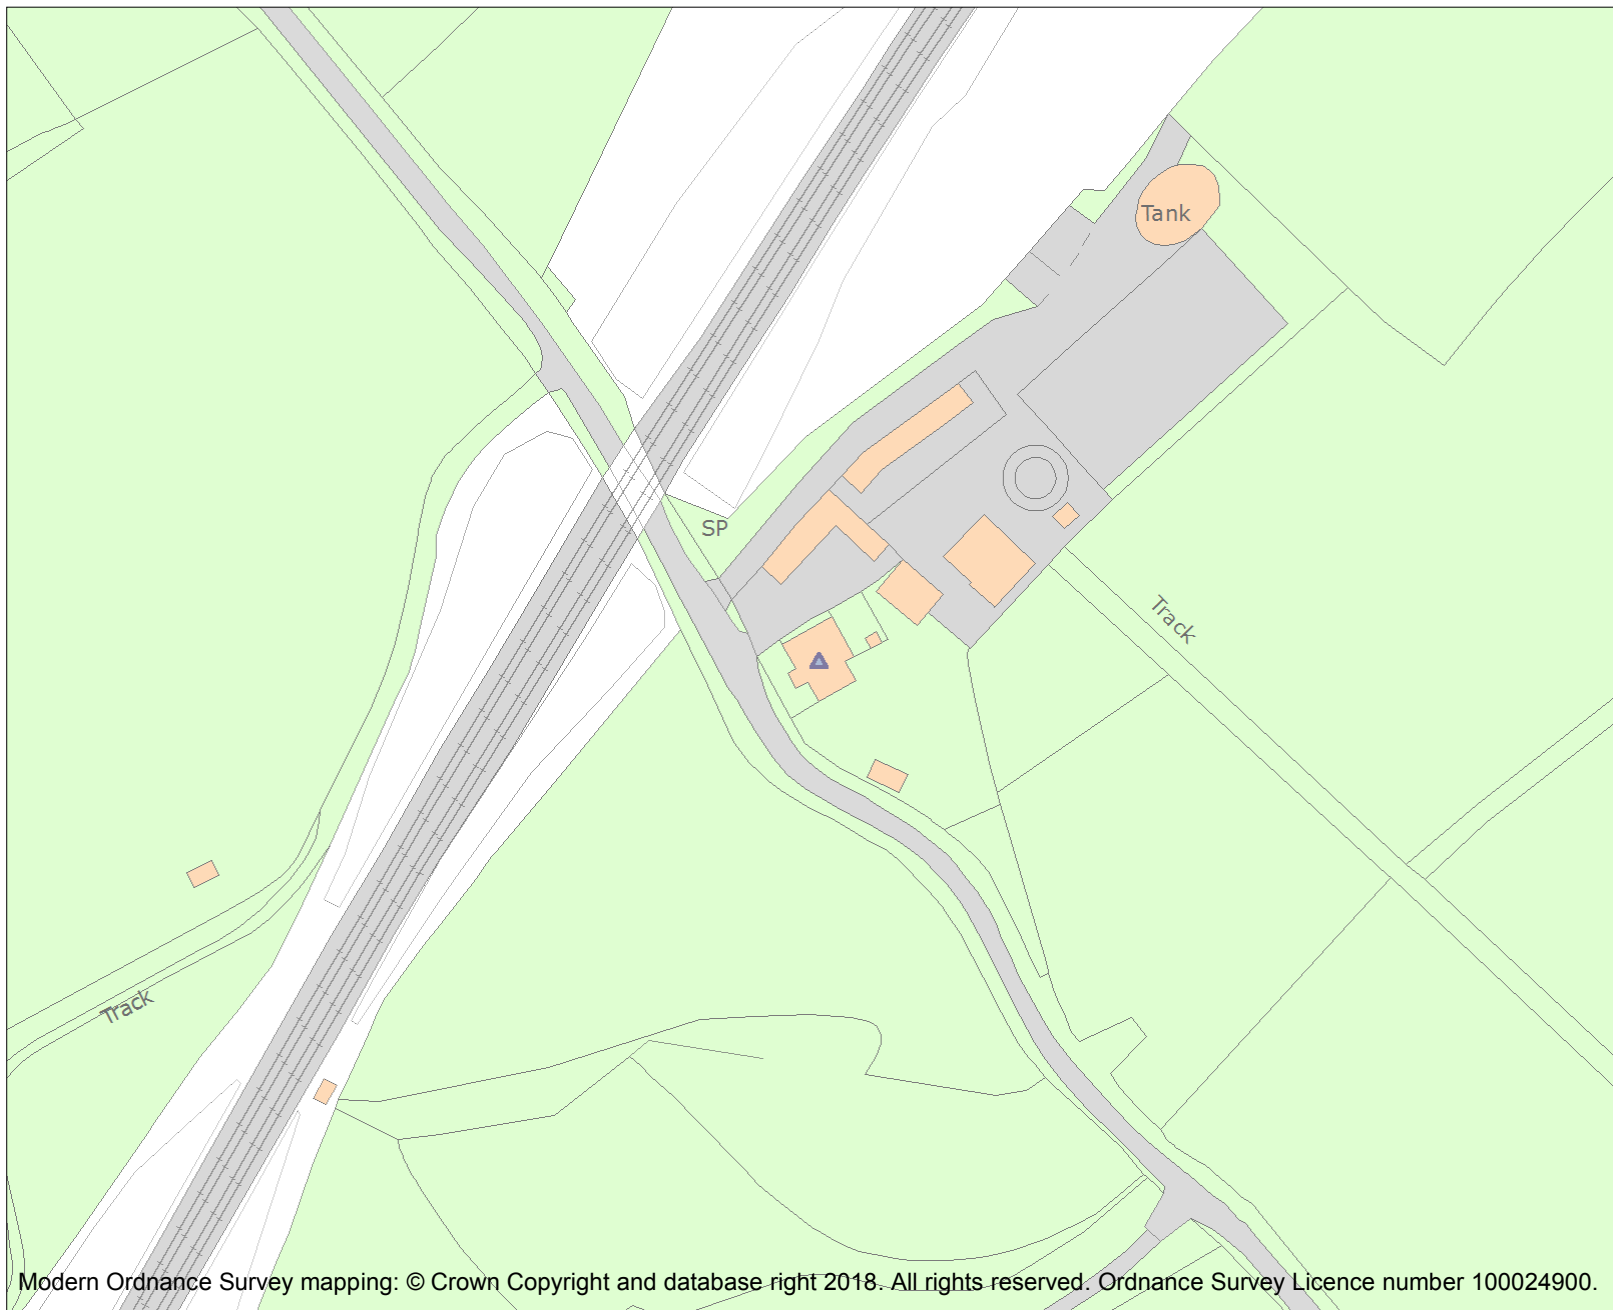 Tank
SP
Track
Track
Modern Ordnance Survey mapping: © Crown Copyright and database right 2018. All rights reserved. Ordnance Survey Licence number 100024900.